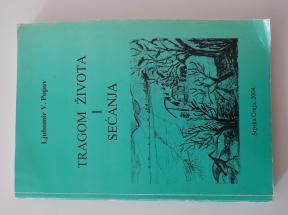 Ljubomir V. Popov
TRAGOM ŽIVOTA
I
SEĆANJA
Srpska Crnja, 2004.